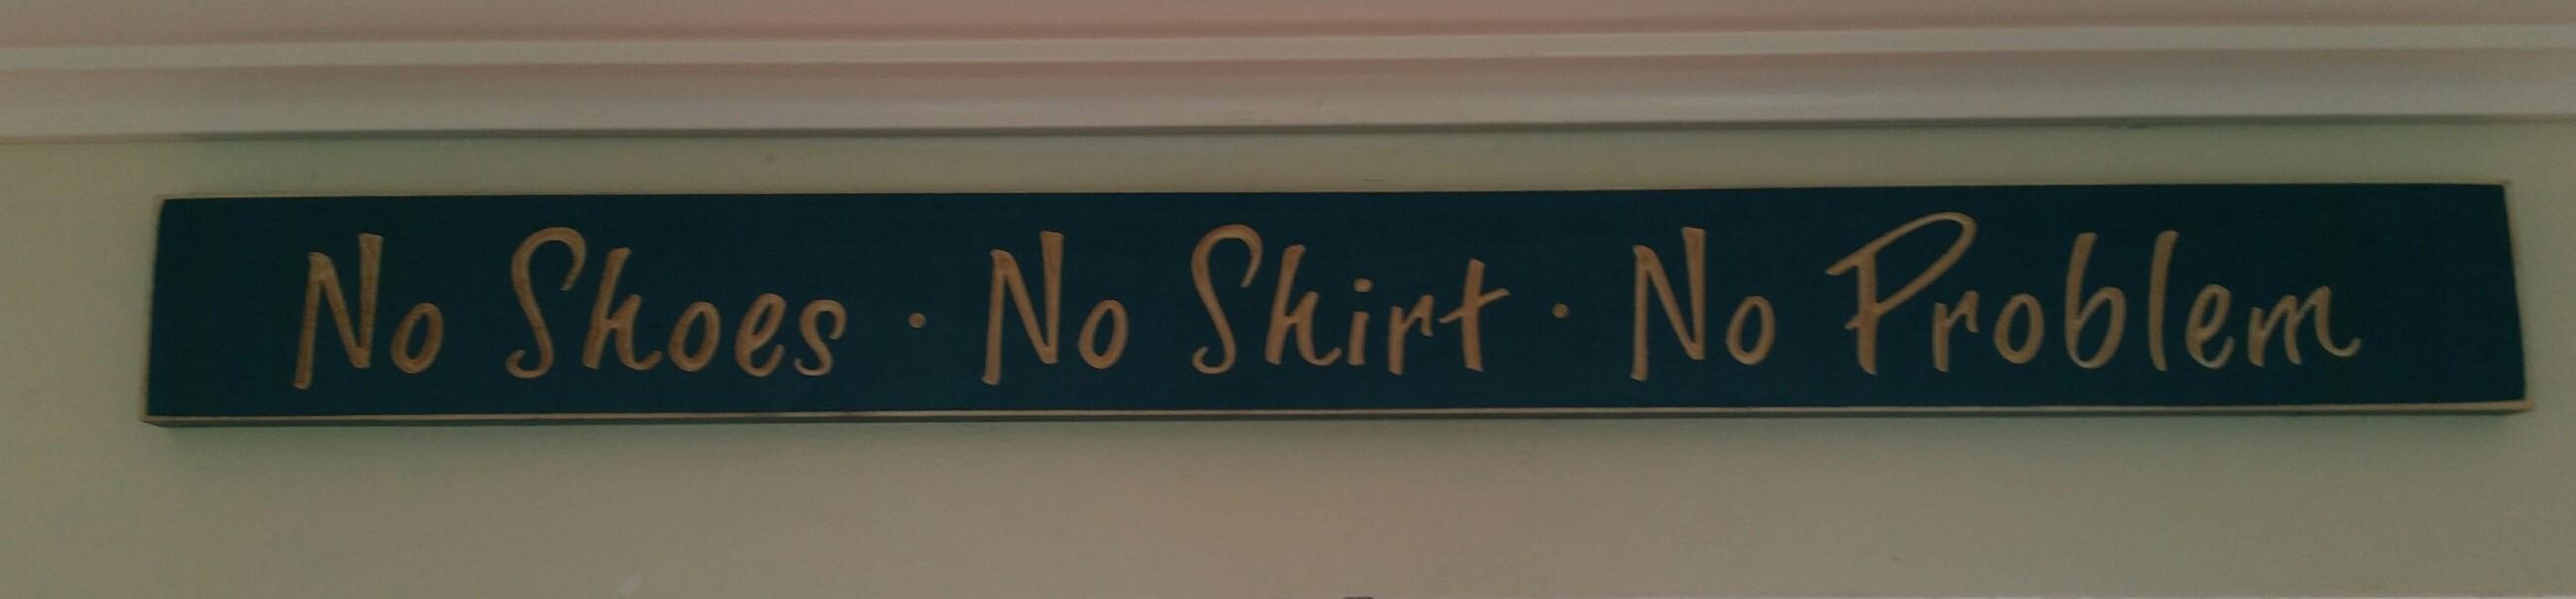 No Shoes · No Shirt · No Problem